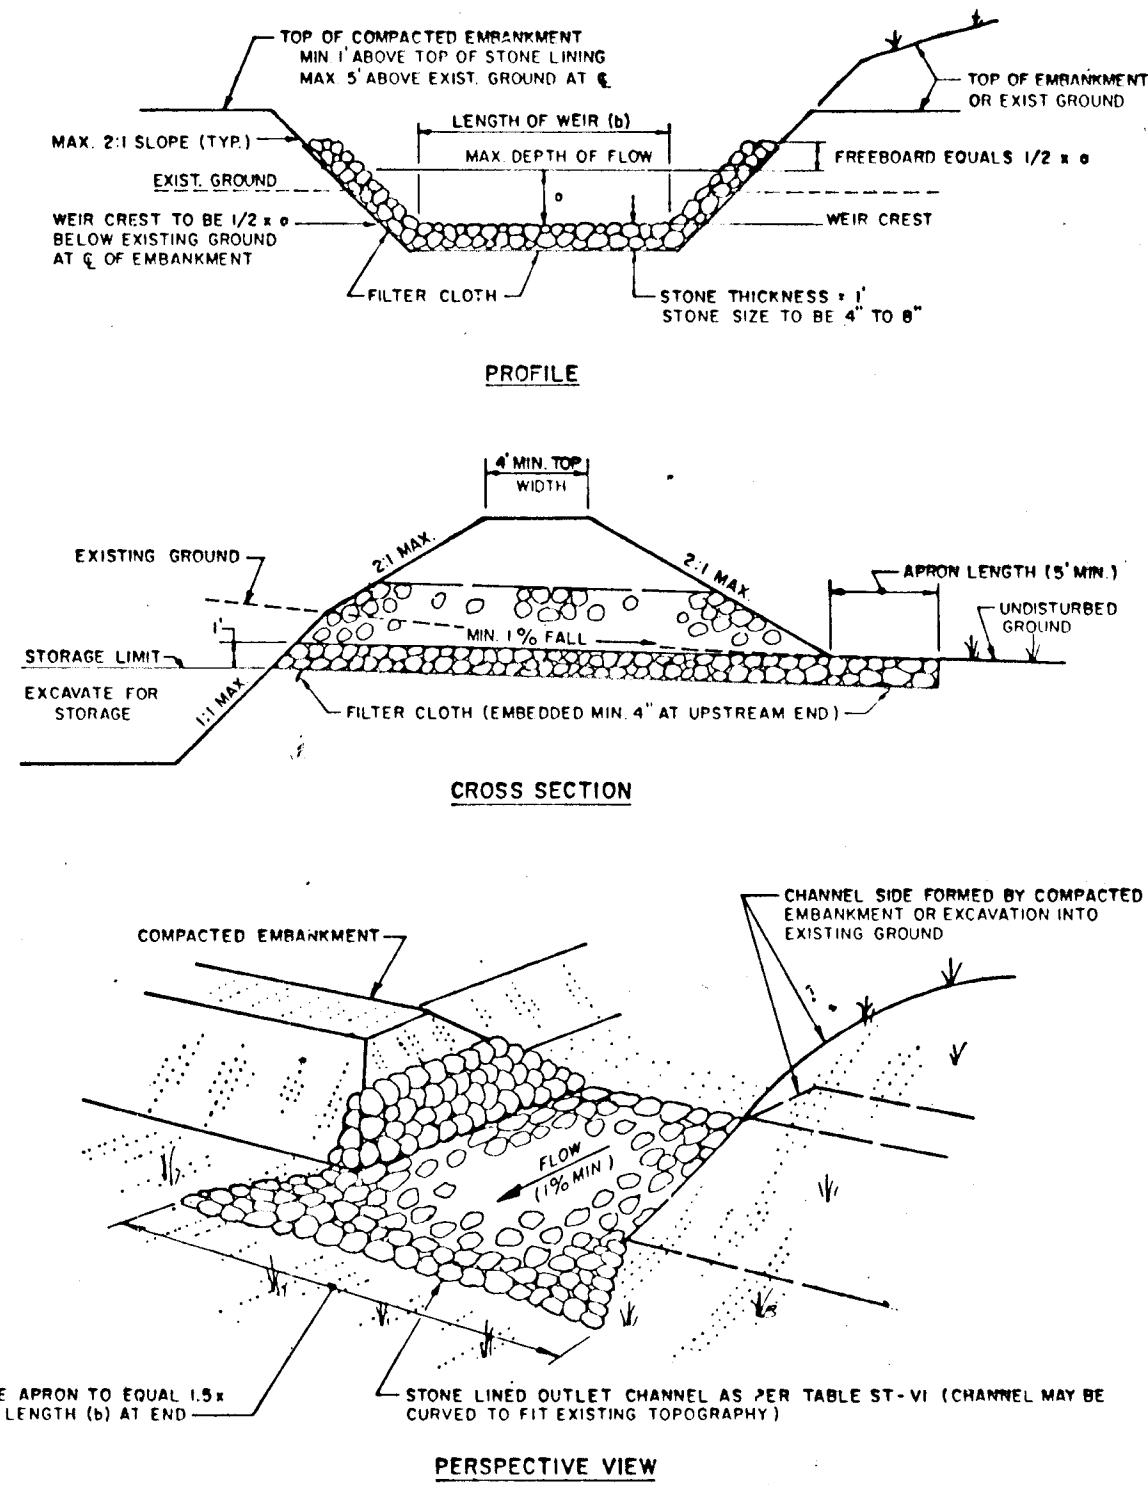 TOP OF COMPACTED EMBANKMENT
MIN. 1' ABOVE TOP OF STONE LINING
MAX. 5' ABOVE EXIST. GROUND AT ℄
TOP OF EMBANKMENT
OR EXIST GROUND
LENGTH OF WEIR (b)
MAX. 2:1 SLOPE (TYP.)
MAX. DEPTH OF FLOW
FREEBOARD EQUALS 1/2 x a
EXIST. GROUND
a
WEIR CREST TO BE 1/2 x a
BELOW EXISTING GROUND
AT ℄ OF EMBANKMENT
WEIR CREST
FILTER CLOTH
STONE THICKNESS = 1'
STONE SIZE TO BE 4" TO 8"
PROFILE
4' MIN. TOP
WIDTH
EXISTING GROUND
2:1 MAX.
2:1 MAX.
APRON LENGTH (5' MIN.)
UNDISTURBED
GROUND
1'
MIN. 1% FALL
STORAGE LIMIT
EXCAVATE FOR
STORAGE
1:1 MAX.
FILTER CLOTH (EMBEDDED MIN. 4" AT UPSTREAM END)
CROSS SECTION
CHANNEL SIDE FORMED BY COMPACTED
EMBANKMENT OR EXCAVATION INTO
EXISTING GROUND
COMPACTED EMBANKMENT
FLOW
(1% MIN)
E APRON TO EQUAL 1.5 x
LENGTH (b) AT END
STONE LINED OUTLET CHANNEL AS PER TABLE ST-VI (CHANNEL MAY BE
CURVED TO FIT EXISTING TOPOGRAPHY)
PERSPECTIVE VIEW